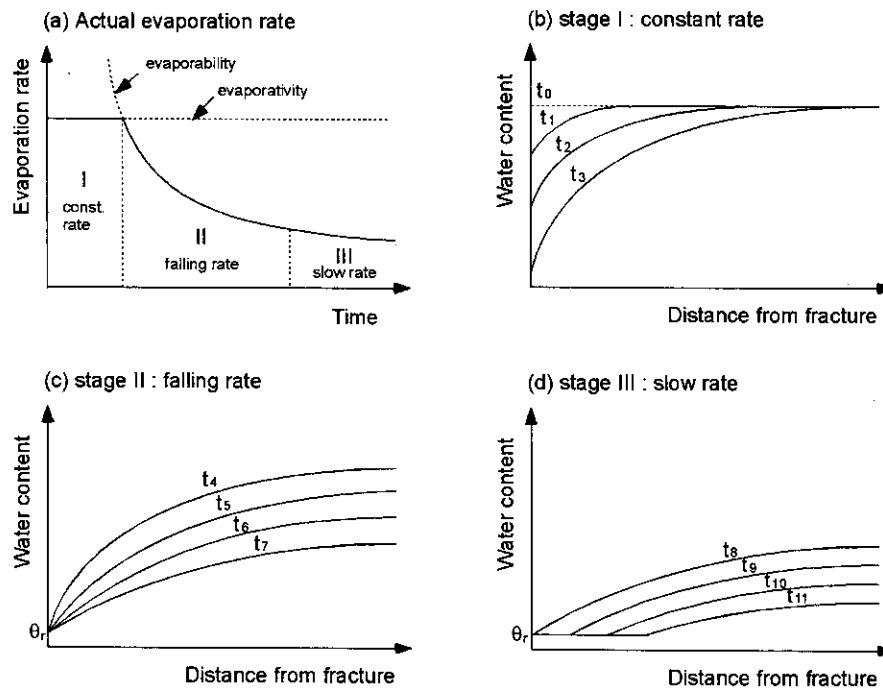 (a) Actual evaporation rate
Evaporation rate
evaporability
evaporativity
I
const.
rate
II
falling rate
III
slow rate
Time
(b) stage I : constant rate
Water content
t0
t1
t2
t3
Distance from fracture
(c) stage II : falling rate
Water content
t4
t5
t6
t7
θr
Distance from fracture
(d) stage III : slow rate
Water content
t8
t9
t10
t11
θr
Distance from fracture